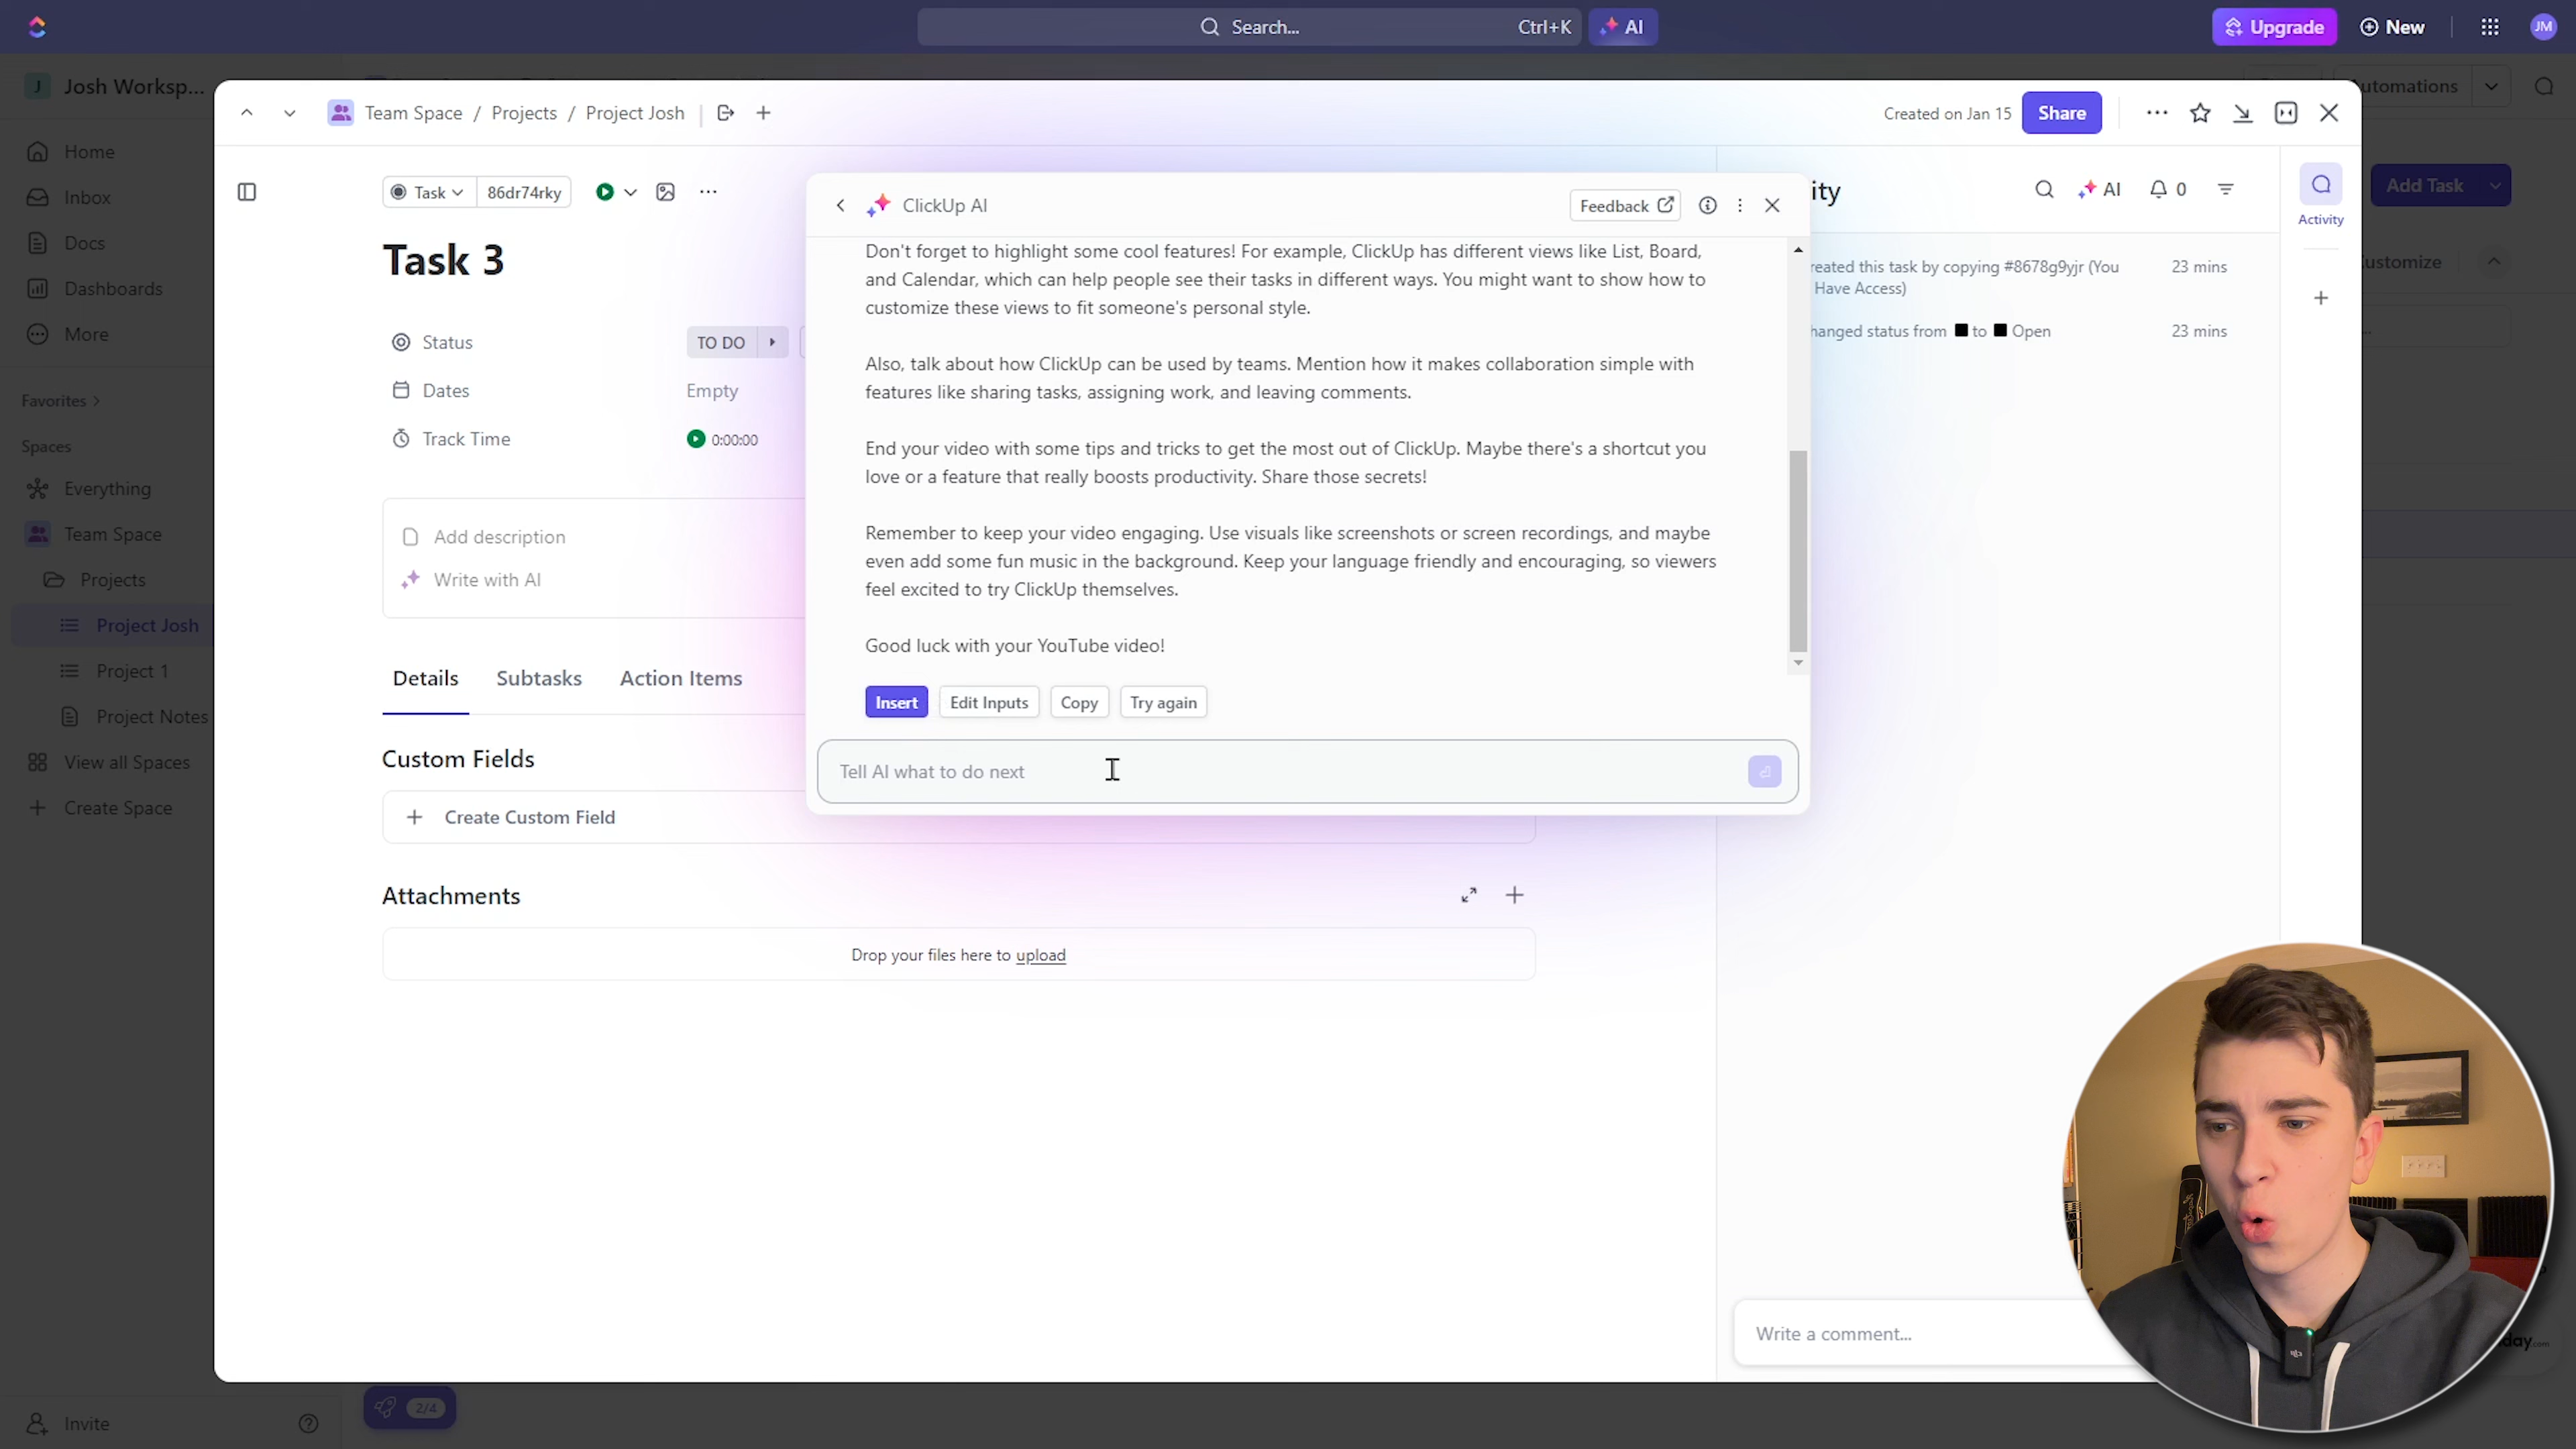 Search...
Ctrl+K
AI
Upgrade
New
JM
J
Josh Worksp...
Automations
Team Space / Projects / Project Josh
Created on Jan 15
Share
Home
Inbox
Docs
Dashboards
More
Favorites
Spaces
Everything
Team Space
Projects
Project Josh
Project 1
Project Notes
View all Spaces
Create Space
Invite
2/4
Task
86dr74rky
Task 3
Status
TO DO
Dates
Empty
Track Time
0:00:00
Add description
Write with AI
Details
Subtasks
Action Items
Custom Fields
Create Custom Field
Attachments
Drop your files here to upload
ClickUp AI
Feedback
Don't forget to highlight some cool features! For example, ClickUp has different views like List, Board,
and Calendar, which can help people see their tasks in different ways. You might want to show how to
customize these views to fit someone's personal style.
Also, talk about how ClickUp can be used by teams. Mention how it makes collaboration simple with
features like sharing tasks, assigning work, and leaving comments.
End your video with some tips and tricks to get the most out of ClickUp. Maybe there's a shortcut you
love or a feature that really boosts productivity. Share those secrets!
Remember to keep your video engaging. Use visuals like screenshots or screen recordings, and maybe
even add some fun music in the background. Keep your language friendly and encouraging, so viewers
feel excited to try ClickUp themselves.
Good luck with your YouTube video!
Insert
Edit Inputs
Copy
Try again
Tell AI what to do next
ity
AI
0
Activity
reated this task by copying #8678g9yjr (You
Have Access)
23 mins
hanged status from to Open
23 mins
Write a comment...
Add Task
ustomize
day.com